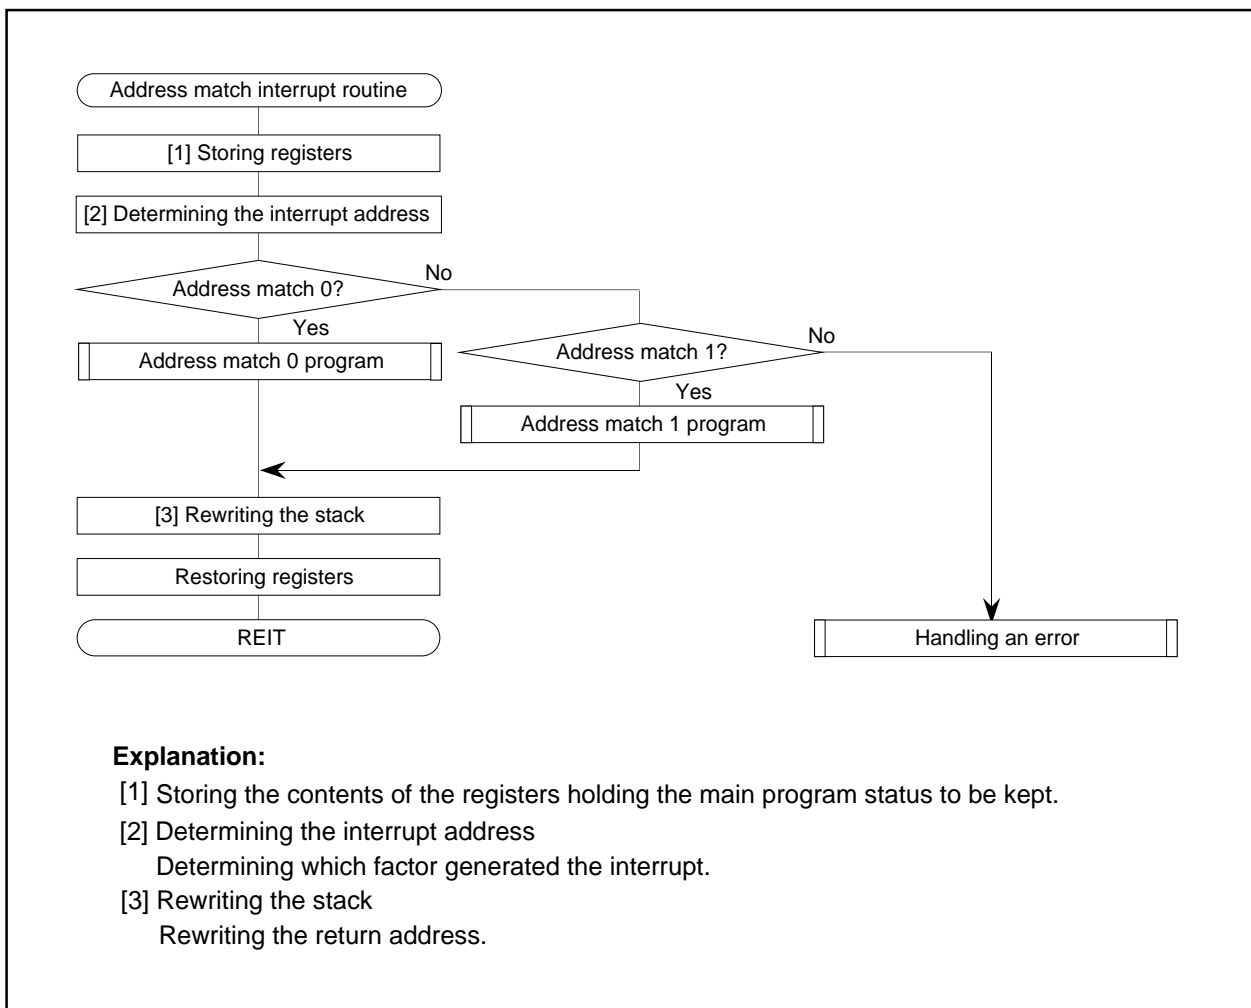 Address match interrupt routine
[1] Storing registers
[2] Determining the interrupt address
Address match 0?
No
Yes
Address match 0 program
Address match 1?
No
Yes
Address match 1 program
[3] Rewriting the stack
Restoring registers
REIT
Handling an error
Explanation:
[1] Storing the contents of the registers holding the main program status to be kept.
[2] Determining the interrupt address
Determining which factor generated the interrupt.
[3] Rewriting the stack
Rewriting the return address.